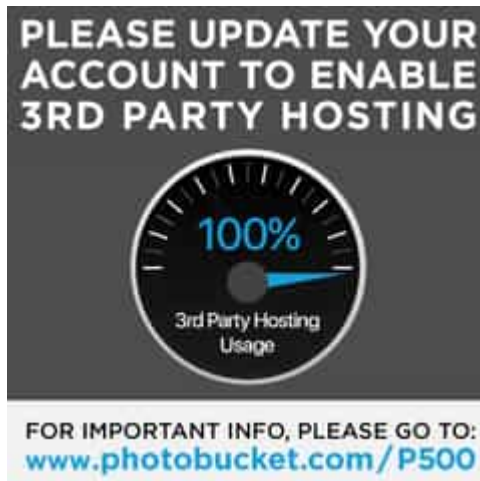 PLEASE UPDATE YOUR
ACCOUNT TO ENABLE
3RD PARTY HOSTING
100%
3rd Party Hosting
Usage
FOR IMPORTANT INFO, PLEASE GO TO:
www.photobucket.com/P500